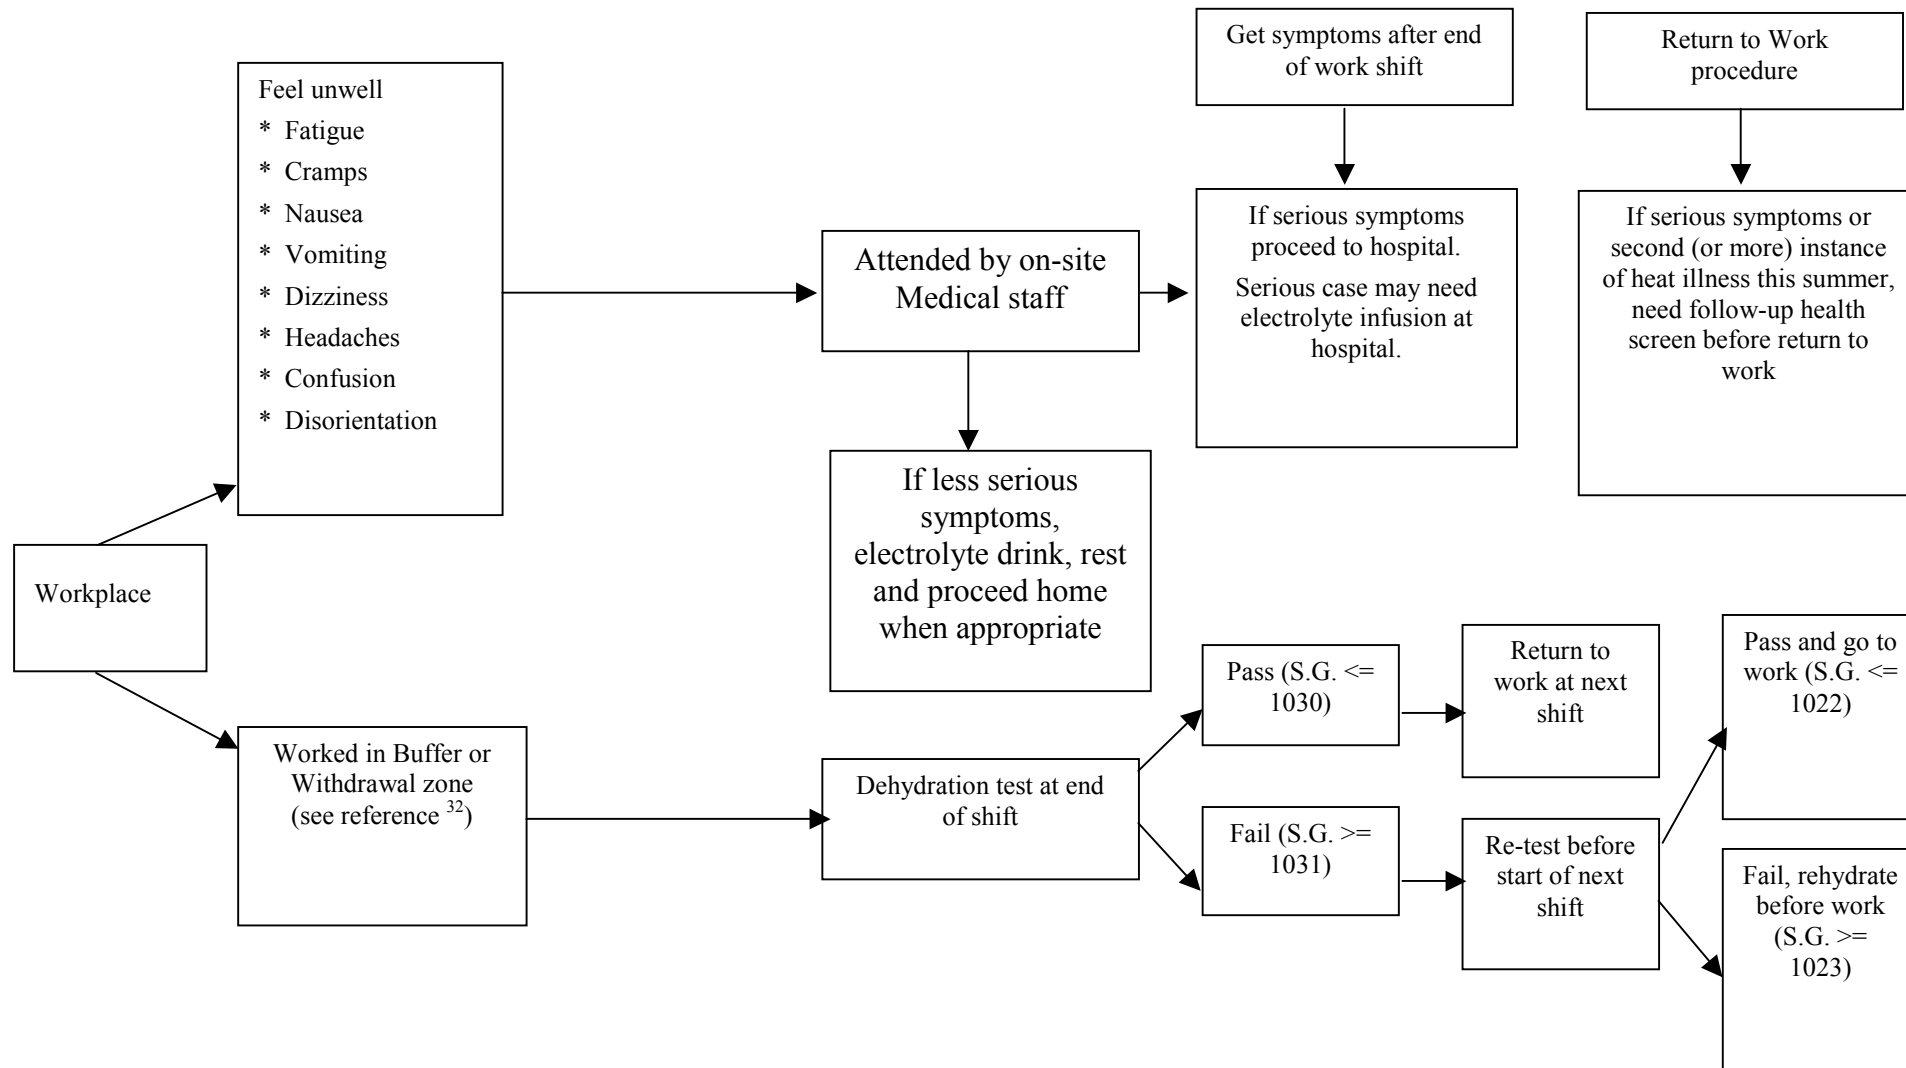 Get symptoms after end
of work shift
Return to Work
procedure
Feel unwell
* Fatigue
* Cramps
* Nausea
* Vomiting
* Dizziness
* Headaches
* Confusion
* Disorientation
Attended by on-site
Medical staff
If serious symptoms
proceed to hospital.
Serious case may need
electrolyte infusion at
hospital.
If serious symptoms or
second (or more) instance
of heat illness this summer,
need follow-up health
screen before return to
work
If less serious
symptoms,
electrolyte drink, rest
and proceed home
when appropriate
Workplace
Worked in Buffer or
Withdrawal zone
(see reference 32)
Dehydration test at end
of shift
Pass (S.G. <=
1030)
Return to
work at next
shift
Pass and go to
work (S.G. <=
1022)
Fail (S.G. >=
1031)
Re-test before
start of next
shift
Fail, rehydrate
before work
(S.G. >=
1023)